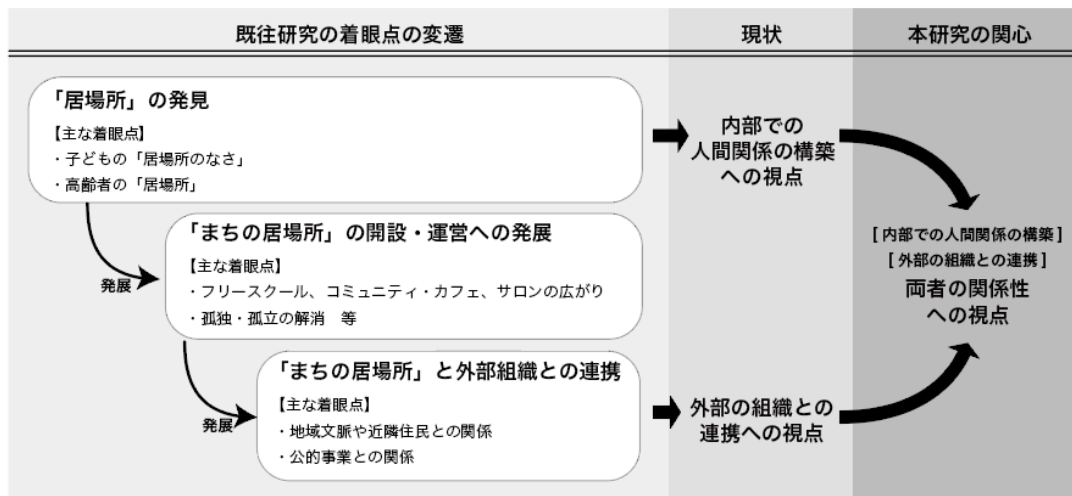 既往研究の着眼点の変遷
現状
本研究の関心
「居場所」の発見
【主な着眼点】
・子どもの「居場所のなさ」
・高齢者の「居場所」
発展
「まちの居場所」の開設・運営への発展
【主な着眼点】
・フリースクール、コミュニティ・カフェ、サロンの広がり
・孤独・孤立の解消　等
発展
「まちの居場所」と外部組織との連携
【主な着眼点】
・地域文脈や近隣住民との関係
・公的事業との関係
内部での
人間関係の構築
への視点
外部の組織との
連携への視点
[ 内部での人間関係の構築 ]
[ 外部の組織との連携 ]
両者の関係性
への視点